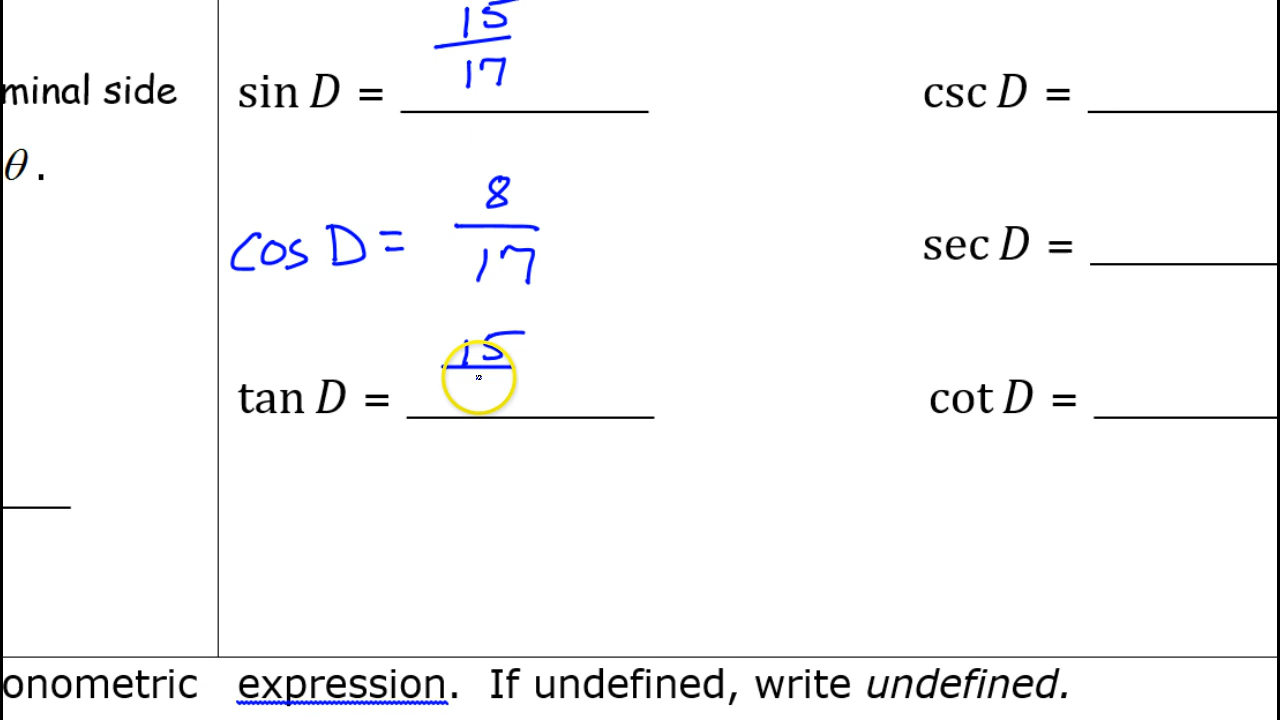 15
17
minal side
sin D =
csc D =
θ .
8
cos D =
17
sec D =
15
tan D =
cot D =
onometric expression. If undefined, write undefined.